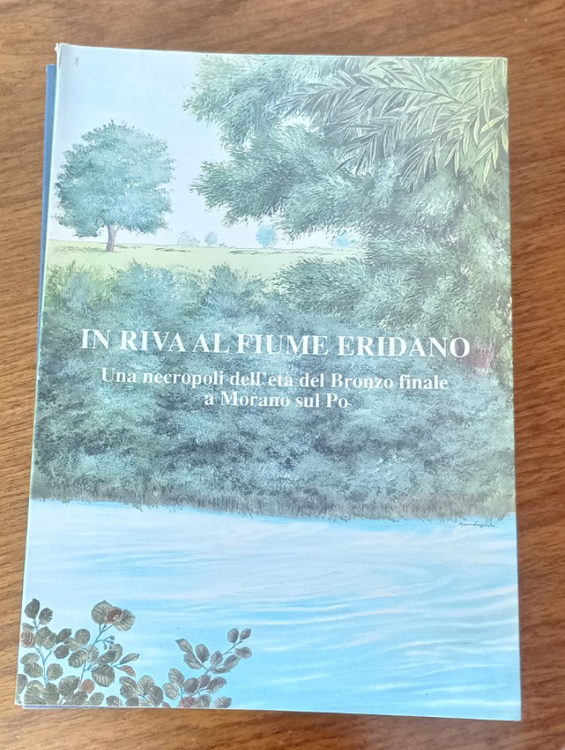 IN RIVA AL FIUME ERIDANO
Una necropoli dell'età del Bronzo finale
a Morano sul Po